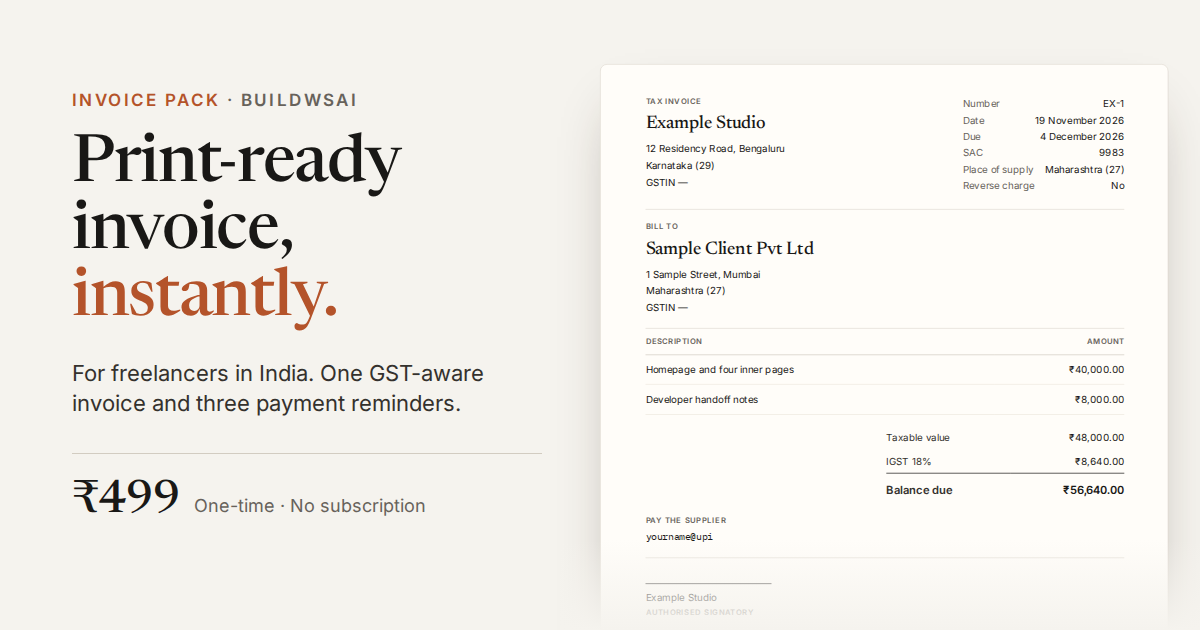 INVOICE PACK · BUILDWSAI
Print-ready
invoice,
instantly.
For freelancers in India. One GST-aware
invoice and three payment reminders.
₹499 One-time · No subscription
TAX INVOICE
Example Studio
12 Residency Road, Bengaluru
Karnataka (29)
GSTIN —
Number EX-1
Date 19 November 2026
Due 4 December 2026
SAC 9983
Place of supply Maharashtra (27)
Reverse charge No
BILL TO
Sample Client Pvt Ltd
1 Sample Street, Mumbai
Maharashtra (27)
GSTIN —
DESCRIPTION AMOUNT
Homepage and four inner pages ₹40,000.00
Developer handoff notes ₹8,000.00
Taxable value ₹48,000.00
IGST 18% ₹8,640.00
Balance due ₹56,640.00
PAY THE SUPPLIER
yourname@upi
Example Studio
AUTHORISED SIGNATORY